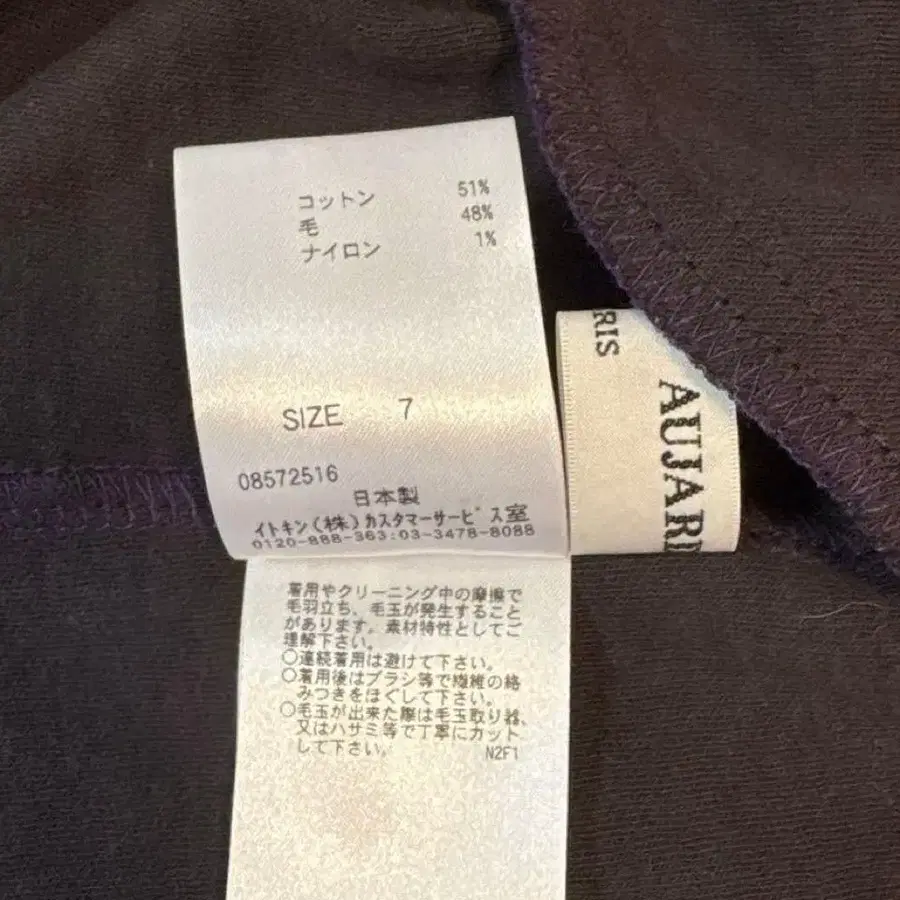 コットン 51%
毛 48%
ナイロン 1%
SIZE 7
08572516
日本製
イトキン(株)カスタマーサービス室
0120-888-363:03-3478-8088
着用やクリーニング中の摩擦で
毛羽立ち、毛玉が発生すること
があります。素材特性としてご
理解下さい。
○連続着用は避けて下さい。
○着用後はブラシ等で繊維の絡
みつきをほぐして下さい。
○毛玉が出来た際は毛玉取り器、
又はハサミ等で丁寧にカット
して下さい。 N2F1
RIS
AUJARD